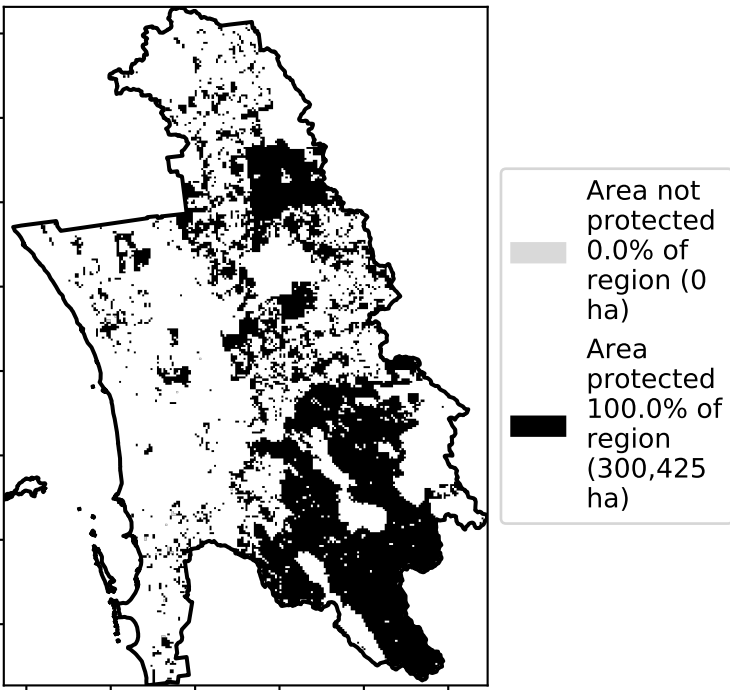 Area not
protected
0.0% of
region (0
ha)
Area
protected
100.0% of
region
(300,425
ha)